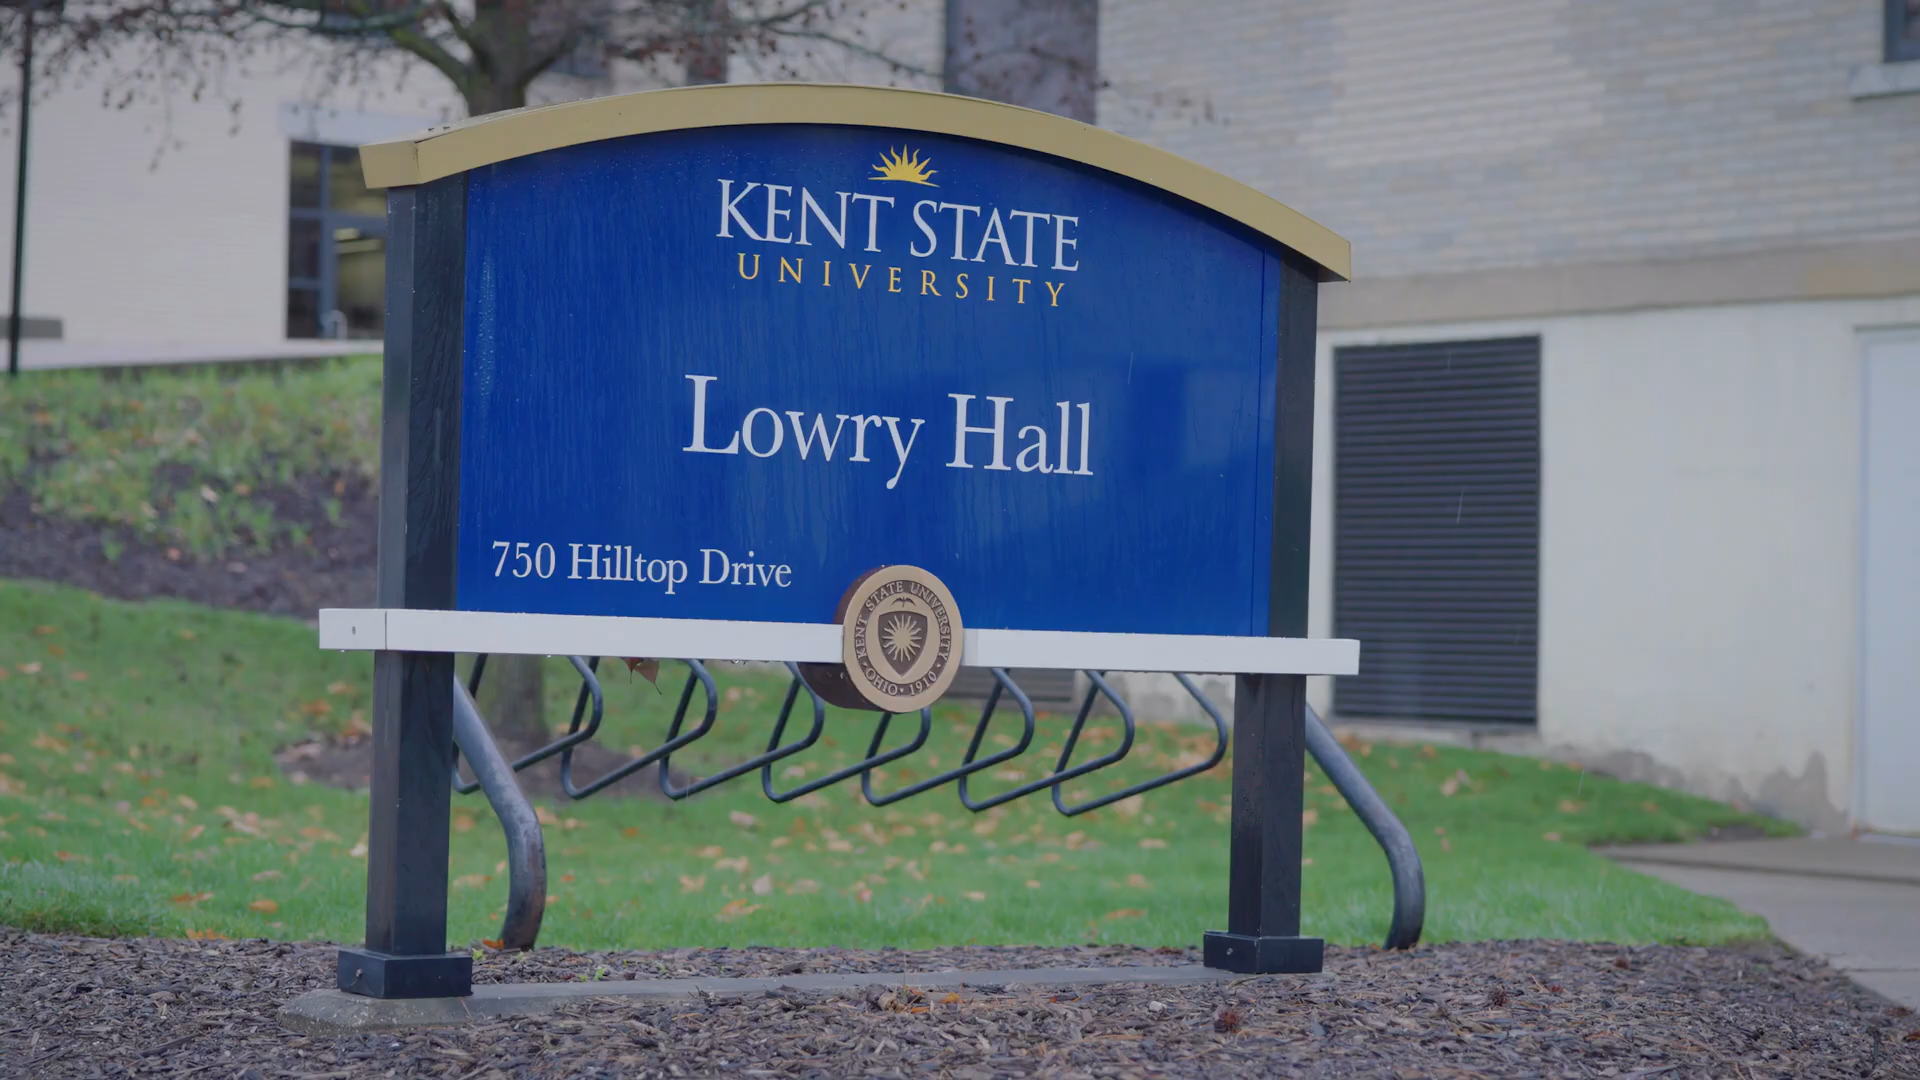 KENT STATE
UNIVERSITY
Lowry Hall
750 Hilltop Drive
KENT STATE UNIVERSITY
OHIO • 1910